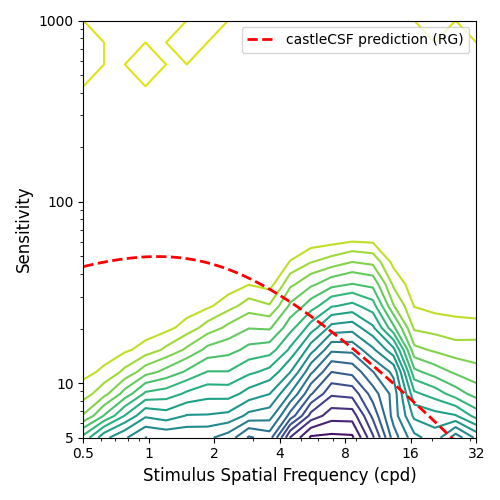 1000
castleCSF prediction (RG)
100
Sensitivity
10
5
0.5 1 2 4 8 16 32
Stimulus Spatial Frequency (cpd)